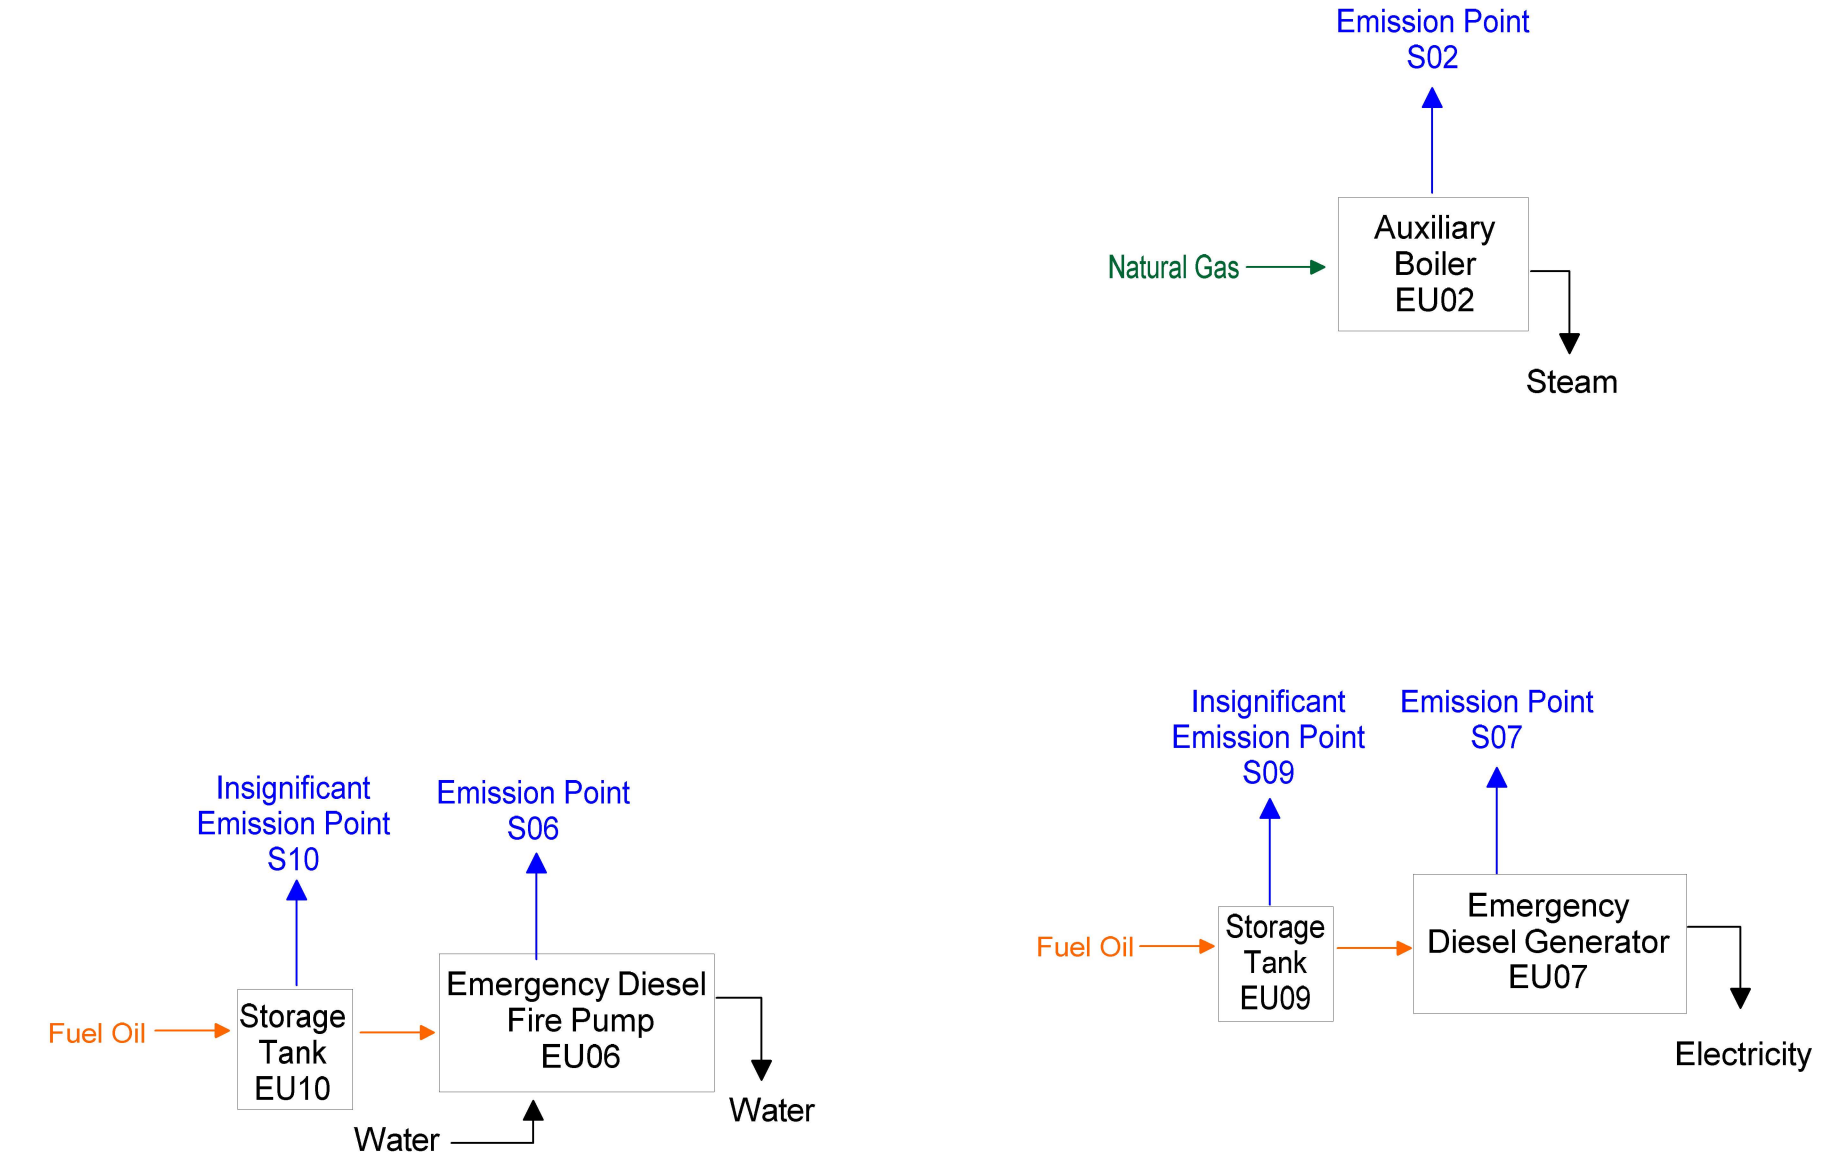 Emission Point
S02
Auxiliary
Boiler
EU02
Natural Gas
Steam
Insignificant
Emission Point
S10
Emission Point
S06
Fuel Oil
Storage
Tank
EU10
Emergency Diesel
Fire Pump
EU06
Water
Water
Insignificant
Emission Point
S09
Emission Point
S07
Fuel Oil
Storage
Tank
EU09
Emergency
Diesel Generator
EU07
Electricity